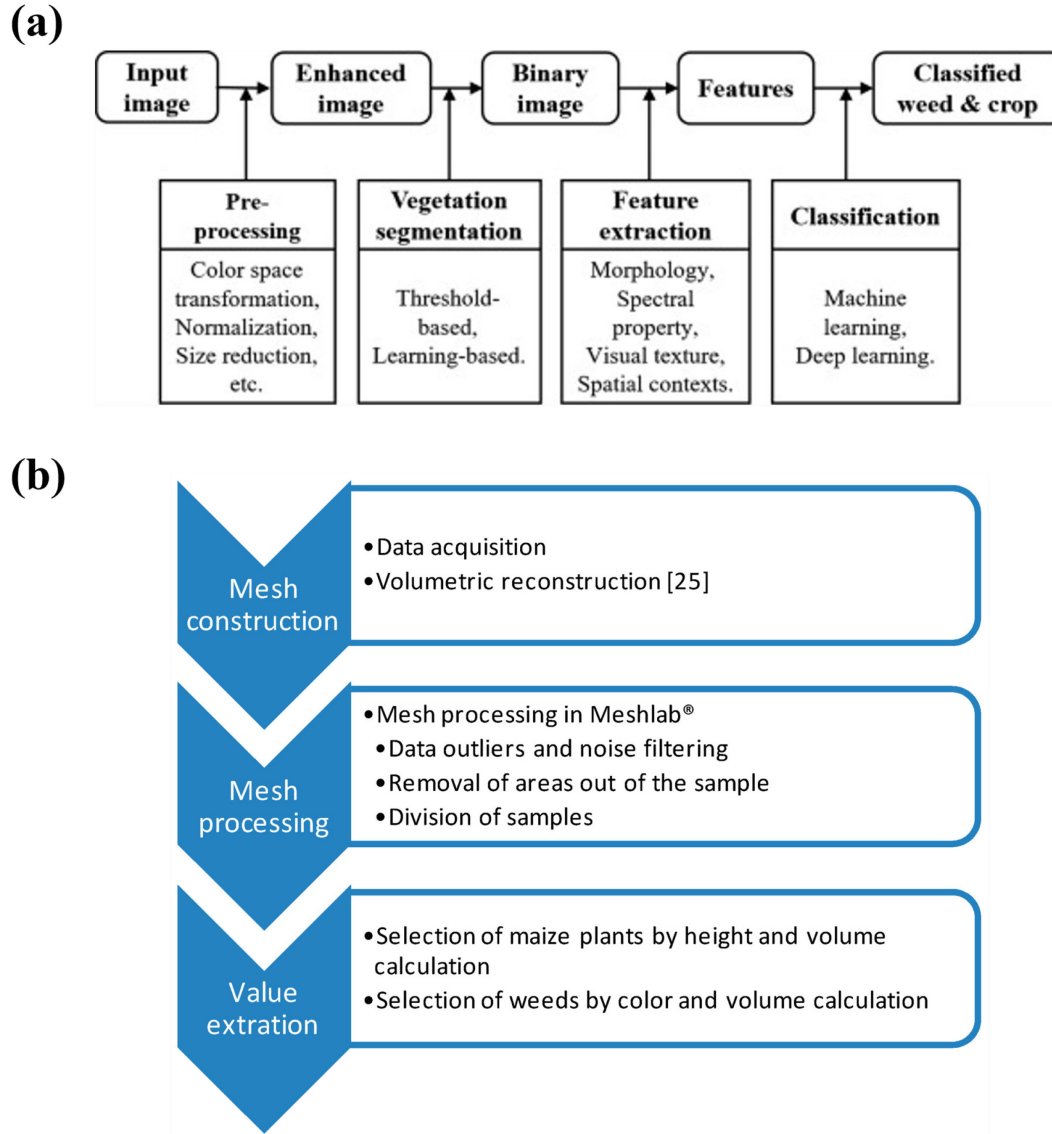 (a)
Input
image
Enhanced
image
Binary
image
Features
Classified
weed & crop
Pre-
processing
Color space
transformation,
Normalization,
Size reduction,
etc.
Vegetation
segmentation
Threshold-
based,
Learning-based.
Feature
extraction
Morphology,
Spectral
property,
Visual texture,
Spatial contexts.
Classification
Machine
learning,
Deep learning.
(b)
Mesh
construction
•Data acquisition
•Volumetric reconstruction [25]
Mesh
processing
•Mesh processing in Meshlab®
•Data outliers and noise filtering
•Removal of areas out of the sample
•Division of samples
Value
extration
•Selection of maize plants by height and volume
calculation
•Selection of weeds by color and volume calculation